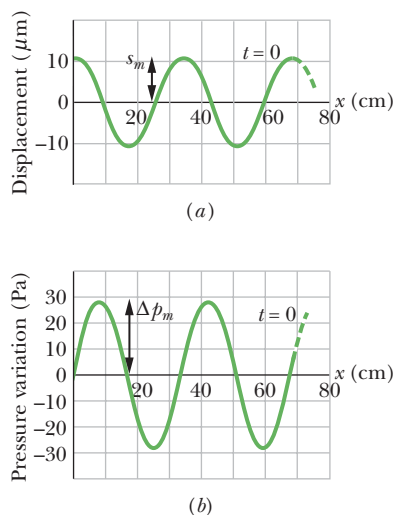 Displacement (μm)
10
0
–10
s_m
t = 0
20
40
60
80
x (cm)
(a)
Pressure variation (Pa)
30
20
10
0
–10
–20
–30
Δp_m
t = 0
20
40
60
80
x (cm)
(b)